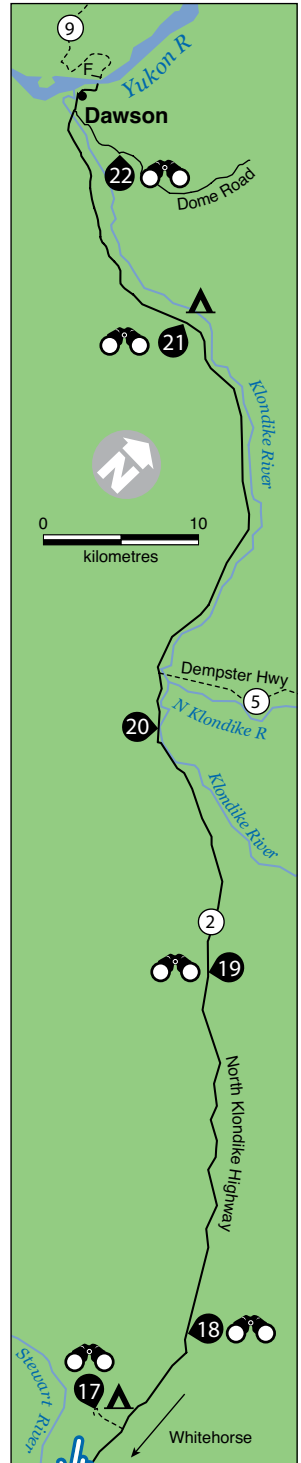 9
Yukon R
F
Dawson
22
Dome Road
21
Klondike River
N
0 10
kilometres
Dempster Hwy
5
N Klondike R
20
Klondike River
2
19
North Klondike Highway
18
17
Stewart River
Whitehorse